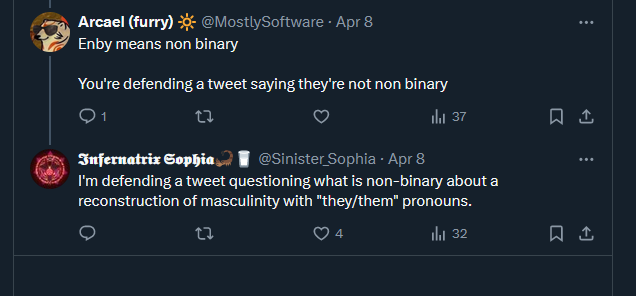 Arcael (furry) 🔆 @MostlySoftware · Apr 8
Enby means non binary
You're defending a tweet saying they're not non binary
1 37
𝕴𝖓𝖋𝖊𝖗𝖓𝖆𝖙𝖗𝖎𝖝 𝕾𝖔𝖕𝖍𝖎𝖆🦂🥛 @Sinister_Sophia · Apr 8
I'm defending a tweet questioning what is non-binary about a
reconstruction of masculinity with "they/them" pronouns.
4 32